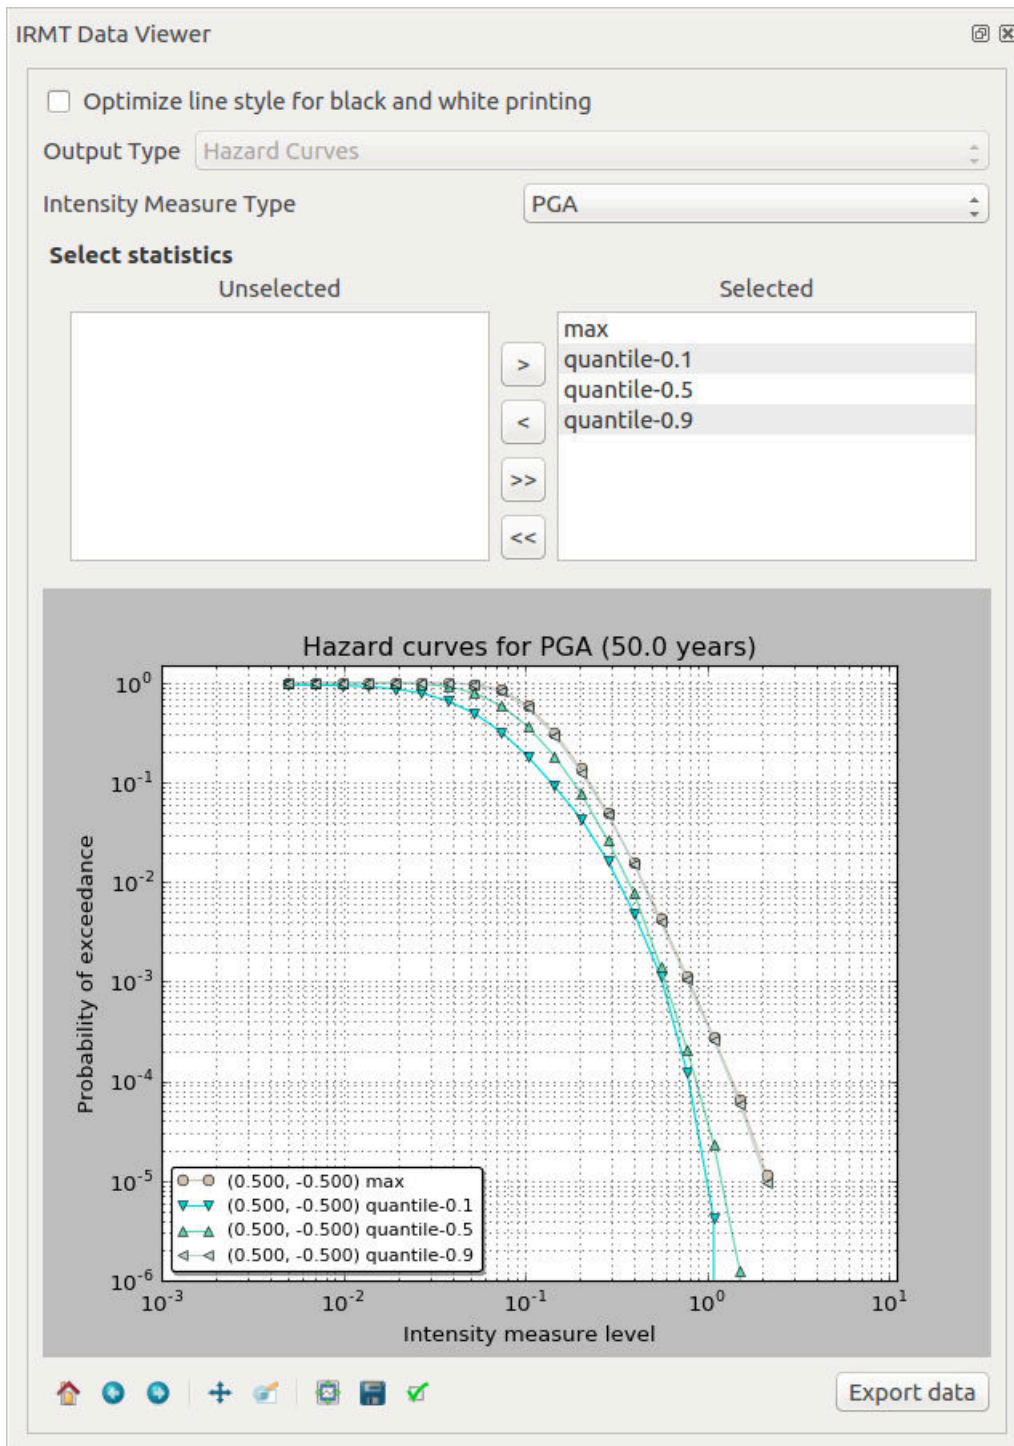 IRMT Data Viewer
Optimize line style for black and white printing
Output Type Hazard Curves
Intensity Measure Type PGA
Select statistics
Unselected Selected
max
quantile-0.1
quantile-0.5
quantile-0.9
>
<
>>
<<
Hazard curves for PGA (50.0 years)
Probability of exceedance
10^0
10^-1
10^-2
10^-3
10^-4
10^-5
10^-6
(0.500, -0.500) max
(0.500, -0.500) quantile-0.1
(0.500, -0.500) quantile-0.5
(0.500, -0.500) quantile-0.9
10^-3 10^-2 10^-1 10^0 10^1
Intensity measure level
Export data